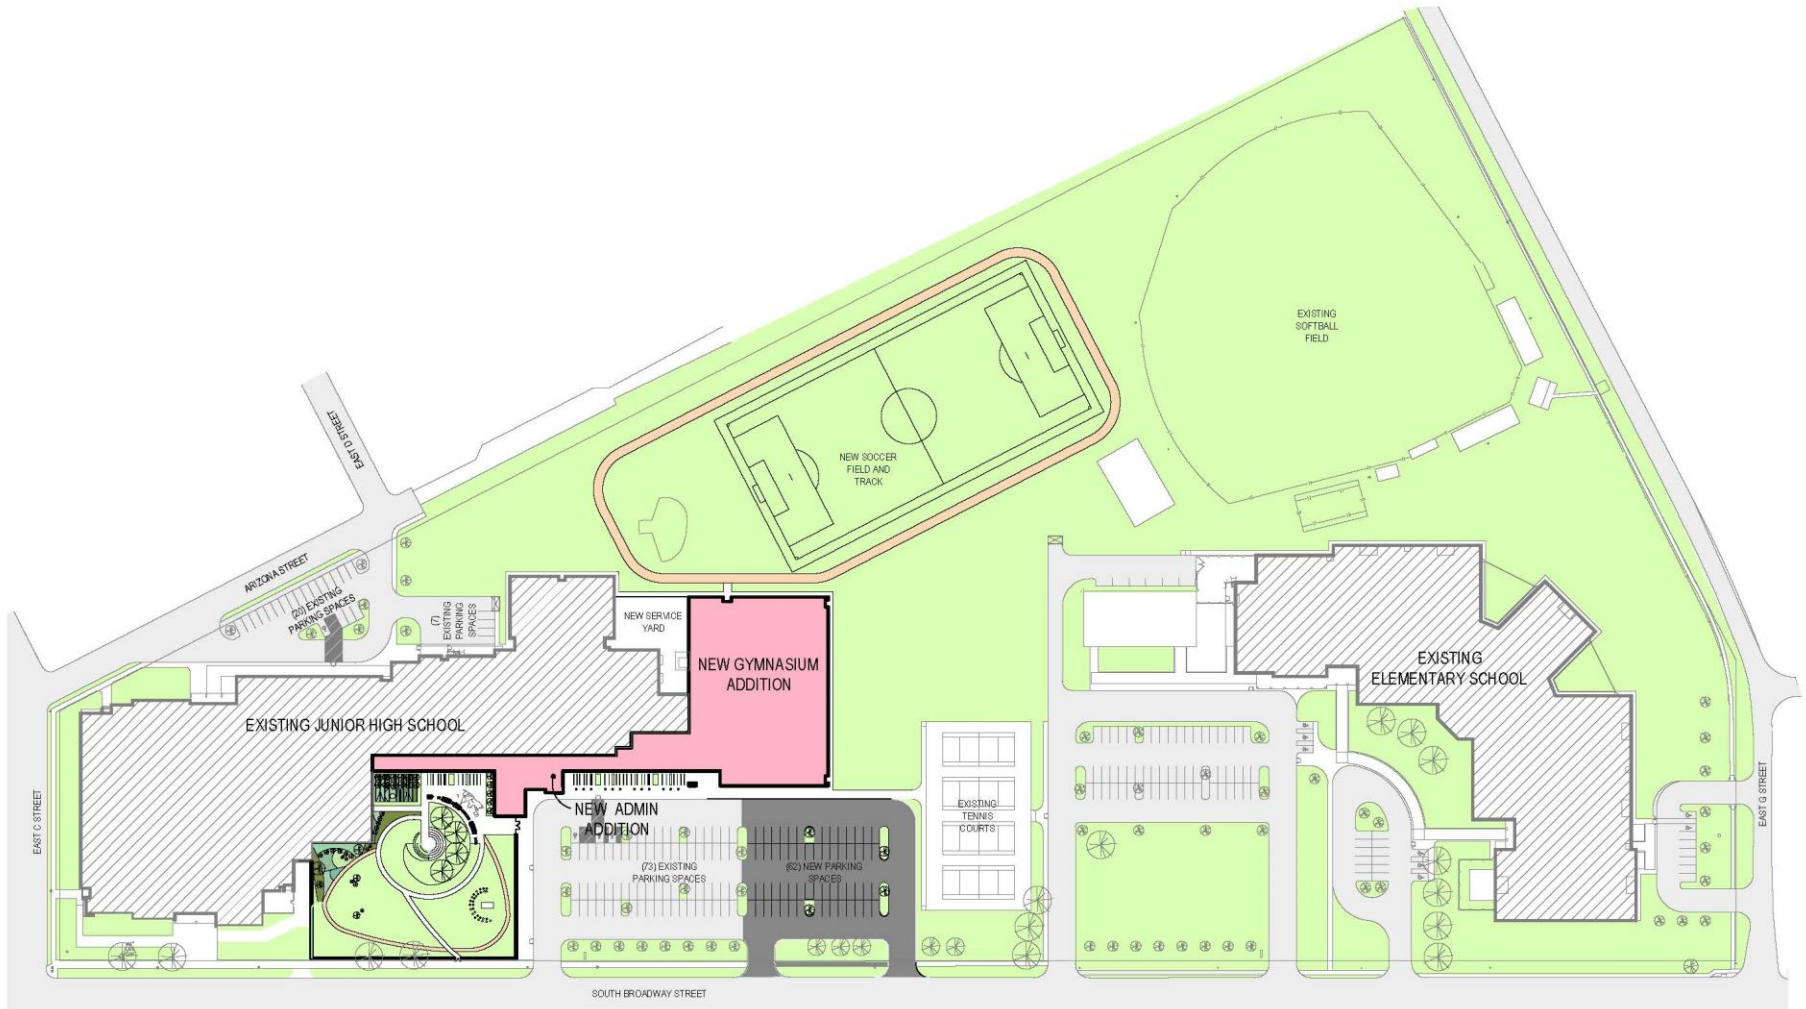 EXISTING
SOFTBALL
FIELD
EAST D STREET
NEW SOCCER
FIELD AND
TRACK
ARIZONA STREET
(20) EXISTING
PARKING SPACES
(7)
EXISTING
PARKING
SPACES
NEW SERVICE
YARD
NEW GYMNASIUM
ADDITION
EXISTING
ELEMENTARY SCHOOL
EXISTING JUNIOR HIGH SCHOOL
EAST C STREET
NEW ADMIN
ADDITION
EXISTING
TENNIS
COURTS
EAST G STREET
(73) EXISTING
PARKING SPACES
(62) NEW PARKING
SPACES
SOUTH BROADWAY STREET